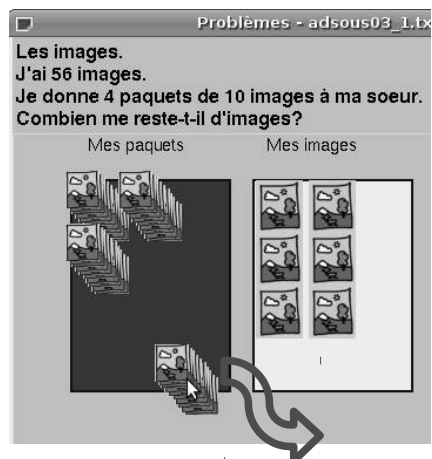 Problèmes - adsous03_1.tx
Les images.
J'ai 56 images.
Je donne 4 paquets de 10 images à ma soeur.
Combien me reste-t-il d'images?
Mes paquets
Mes images